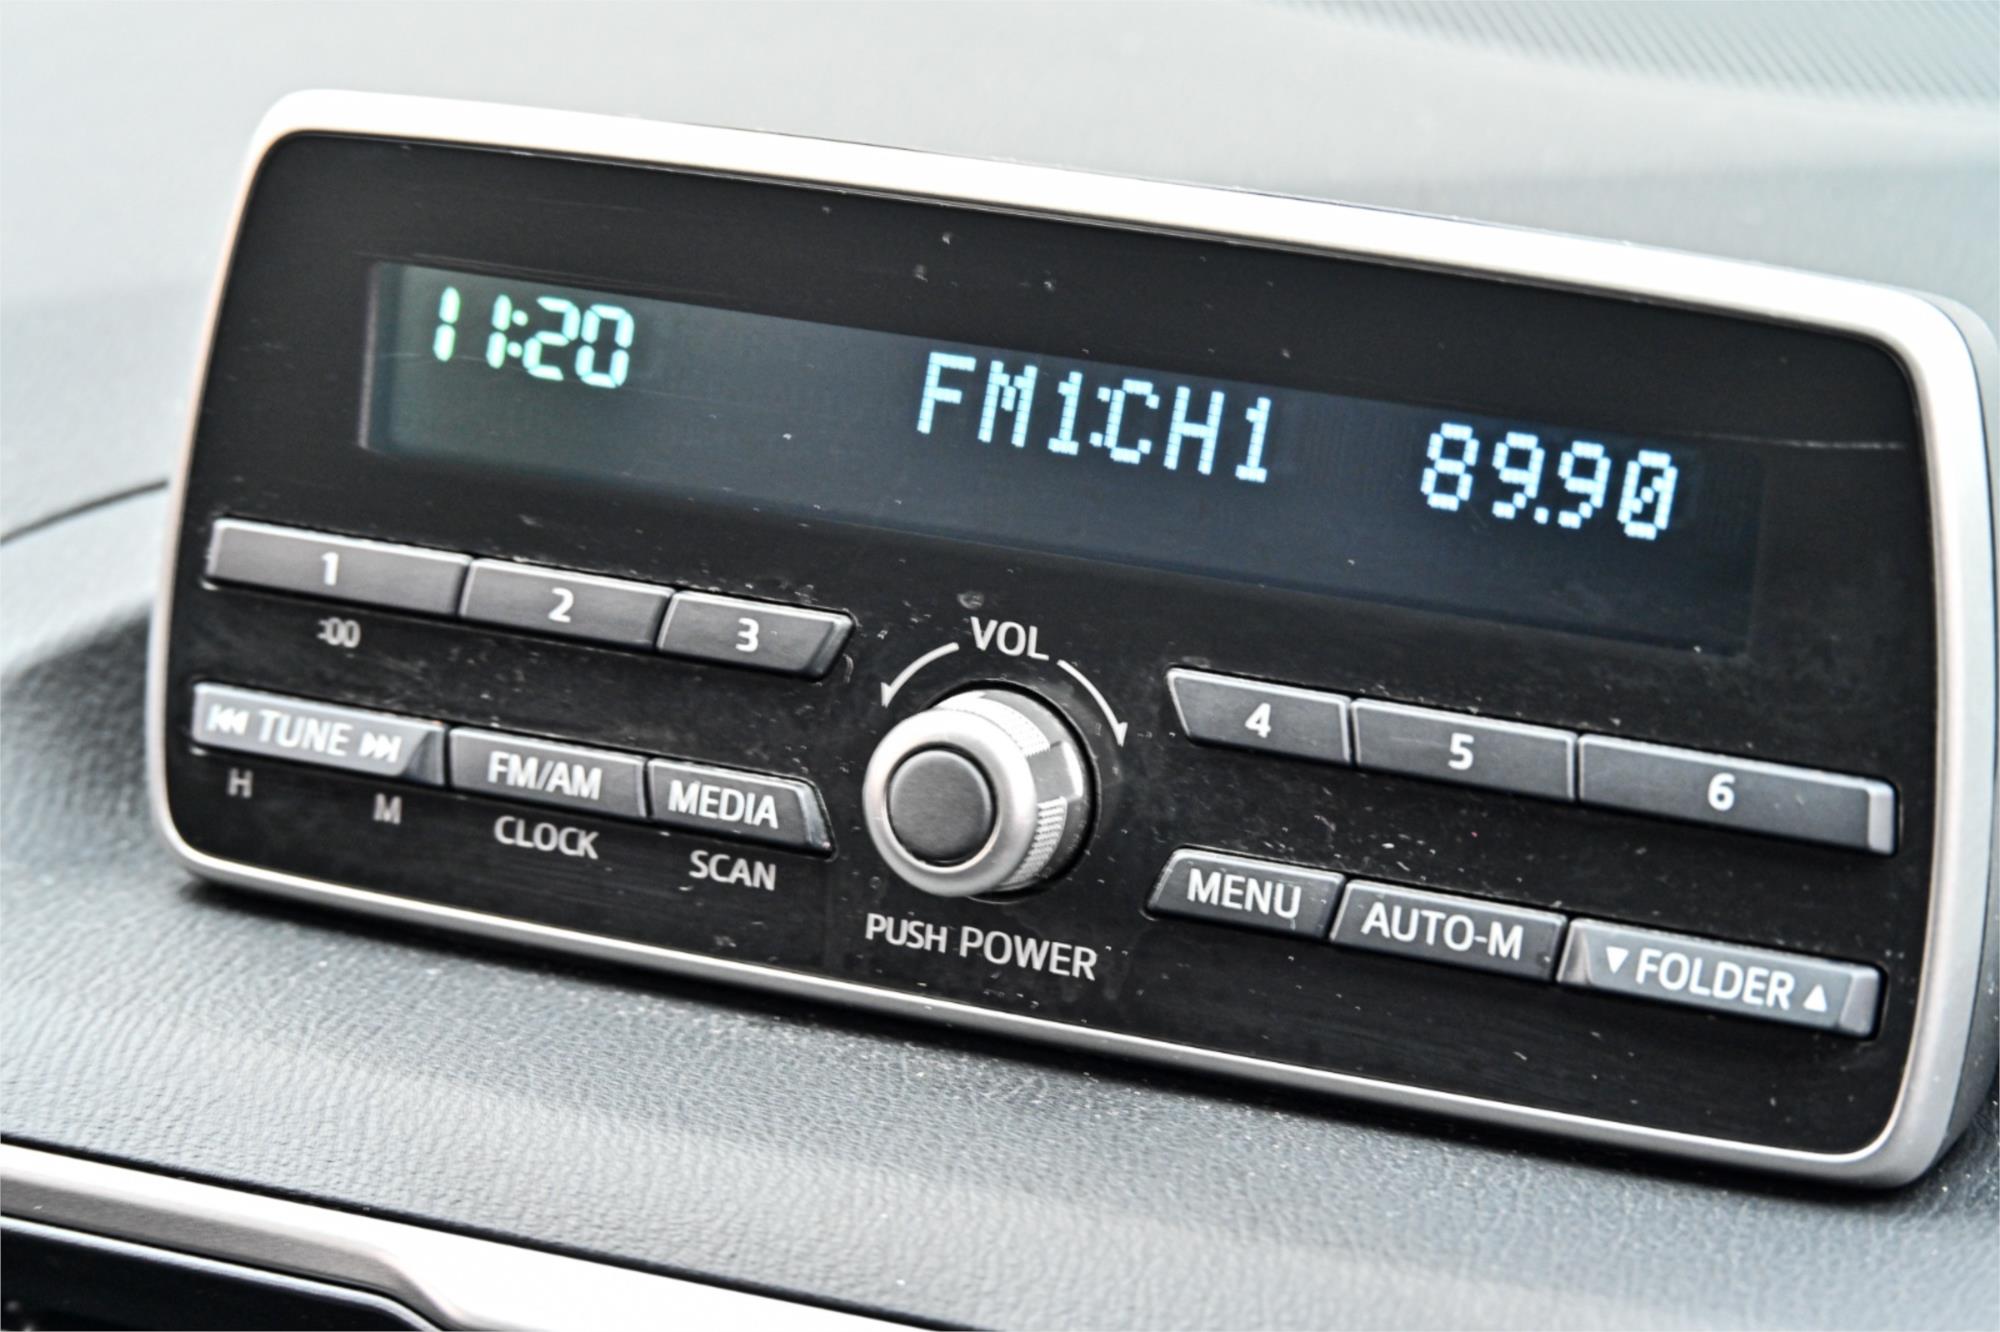 11:20 FM1:CH1 89.90
1 2 3
:00
VOL
4 5 6
TUNE FM/AM MEDIA
H M CLOCK SCAN
MENU AUTO-M ▼FOLDER▲
PUSH POWER